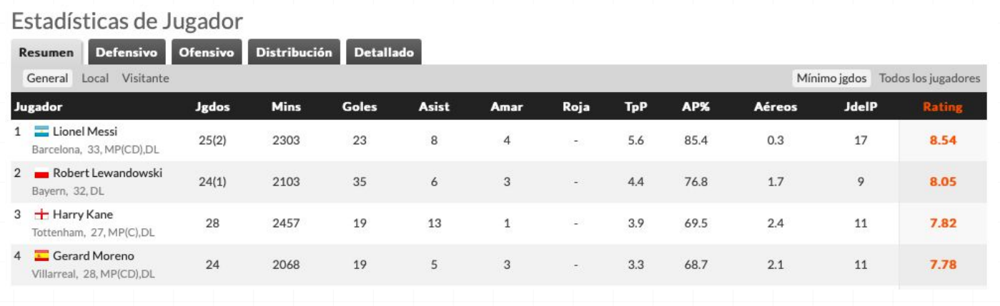 Estadísticas de Jugador
Resumen Defensivo Ofensivo Distribución Detallado
General Local Visitante Mínimo jgdos Todos los jugadores
Jugador Jgdos Mins Goles Asist Amar Roja TpP AP% Aéreos JdelP Rating
1 Lionel Messi 25(2) 2303 23 8 4 - 5.6 85.4 0.3 17 8.54
Barcelona, 33, MP(CD),DL
2 Robert Lewandowski 24(1) 2103 35 6 3 - 4.4 76.8 1.7 9 8.05
Bayern, 32, DL
3 Harry Kane 28 2457 19 13 1 - 3.9 69.5 2.4 11 7.82
Tottenham, 27, MP(C),DL
4 Gerard Moreno 24 2068 19 5 3 - 3.3 68.7 2.1 11 7.78
Villarreal, 28, MP(CD),DL